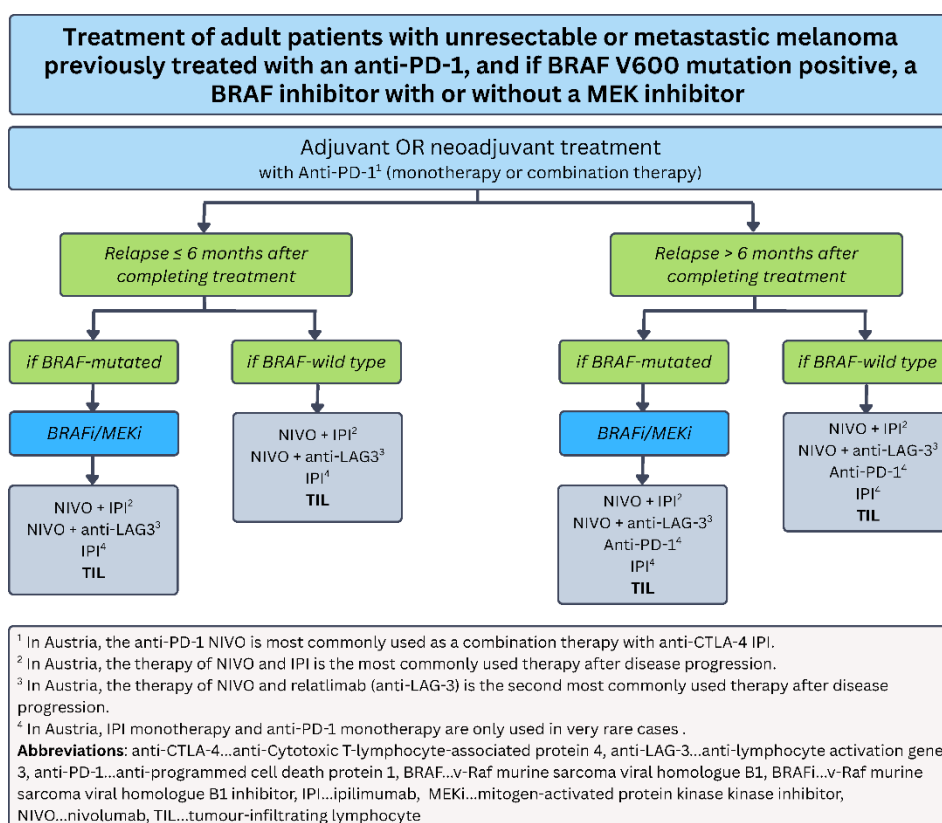 Treatment of adult patients with unresectable or metastastic melanoma
previously treated with an anti-PD-1, and if BRAF V600 mutation positive, a
BRAF inhibitor with or without a MEK inhibitor
Adjuvant OR neoadjuvant treatment
with Anti-PD-1¹ (monotherapy or combination therapy)
Relapse ≤ 6 months after
completing treatment
Relapse > 6 months after
completing treatment
if BRAF-mutated
if BRAF-wild type
if BRAF-mutated
if BRAF-wild type
BRAFi/MEKi
NIVO + IPI²
NIVO + anti-LAG3³
IPI⁴
TIL
BRAFi/MEKi
NIVO + IPI²
NIVO + anti-LAG-3³
Anti-PD-1⁴
IPI⁴
TIL
NIVO + IPI²
NIVO + anti-LAG3³
IPI⁴
TIL
NIVO + IPI²
NIVO + anti-LAG-3³
Anti-PD-1⁴
IPI⁴
TIL
¹ In Austria, the anti-PD-1 NIVO is most commonly used as a combination therapy with anti-CTLA-4 IPI.
² In Austria, the therapy of NIVO and IPI is the most commonly used therapy after disease progression.
³ In Austria, the therapy of NIVO and relatlimab (anti-LAG-3) is the second most commonly used therapy after disease
progression.
⁴ In Austria, IPI monotherapy and anti-PD-1 monotherapy are only used in very rare cases .
Abbreviations: anti-CTLA-4...anti-Cytotoxic T-lymphocyte-associated protein 4, anti-LAG-3...anti-lymphocyte activation gene
3, anti-PD-1...anti-programmed cell death protein 1, BRAF...v-Raf murine sarcoma viral homologue B1, BRAFi...v-Raf murine
sarcoma viral homologue B1 inhibitor, IPI...ipilimumab, MEKi...mitogen-activated protein kinase kinase inhibitor,
NIVO...nivolumab, TIL...tumour-infiltrating lymphocyte